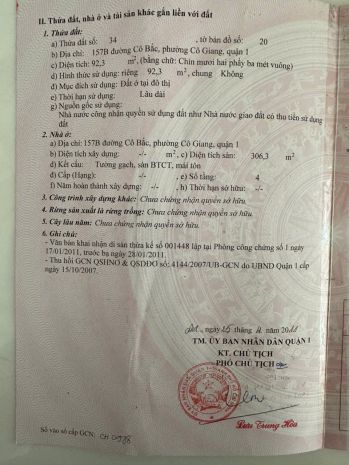 II. Thửa đất, nhà ở và tài sản khác gắn liền với đất
1. Thửa đất:
a) Thửa đất số: 34 , tờ bản đồ số: 20
b) Địa chỉ: 157B đường Cô Bắc, phường Cô Giang, quận 1
c) Diện tích: 92,3 m², (bằng chữ: Chín mươi hai phẩy ba mét vuông)
d) Hình thức sử dụng: riêng 92,3 m², chung Không
đ) Mục đích sử dụng: Đất ở tại đô thị
e) Thời hạn sử dụng: Lâu dài
g) Nguồn gốc sử dụng:
Nhà nước công nhận quyền sử dụng đất như Nhà nước giao đất có thu tiền sử dụng
đất
2. Nhà ở:
a) Địa chỉ: 157B đường Cô Bắc, phường Cô Giang, quận 1
b) Diện tích xây dựng: -/- m², c) Diện tích sàn: 306,3 m²
d) Kết cấu: Tường gạch, sàn BTCT, mái tôn
đ) Cấp (Hạng): -/- , e) Số tầng: 4
f) Năm hoàn thành xây dựng: -/- , h) Thời hạn sở hữu: -/-
3. Công trình xây dựng khác: Chưa chứng nhận quyền sở hữu.
4. Rừng sản xuất là rừng trồng: Chưa chứng nhận quyền sở hữu.
5. Cây lâu năm: Chưa chứng nhận quyền sở hữu.
6. Ghi chú:
- Văn bản khai nhận di sản thừa kế số 001448 lập tại Phòng công chứng số 1 ngày
17/01/2011, trước bạ ngày 28/01/2011.
- Thu hồi GCN QSHNO & QSDĐO số: 4144/2007/UB-GCN do UBND Quận 1 cấp
ngày 15/10/2007.
ngày tháng năm
TM. ỦY BAN NHÂN DÂN QUẬN 1
KT. CHỦ TỊCH
PHÓ CHỦ TỊCH
Lưu Trung Hòa
Số vào sổ cấp GCN: CH